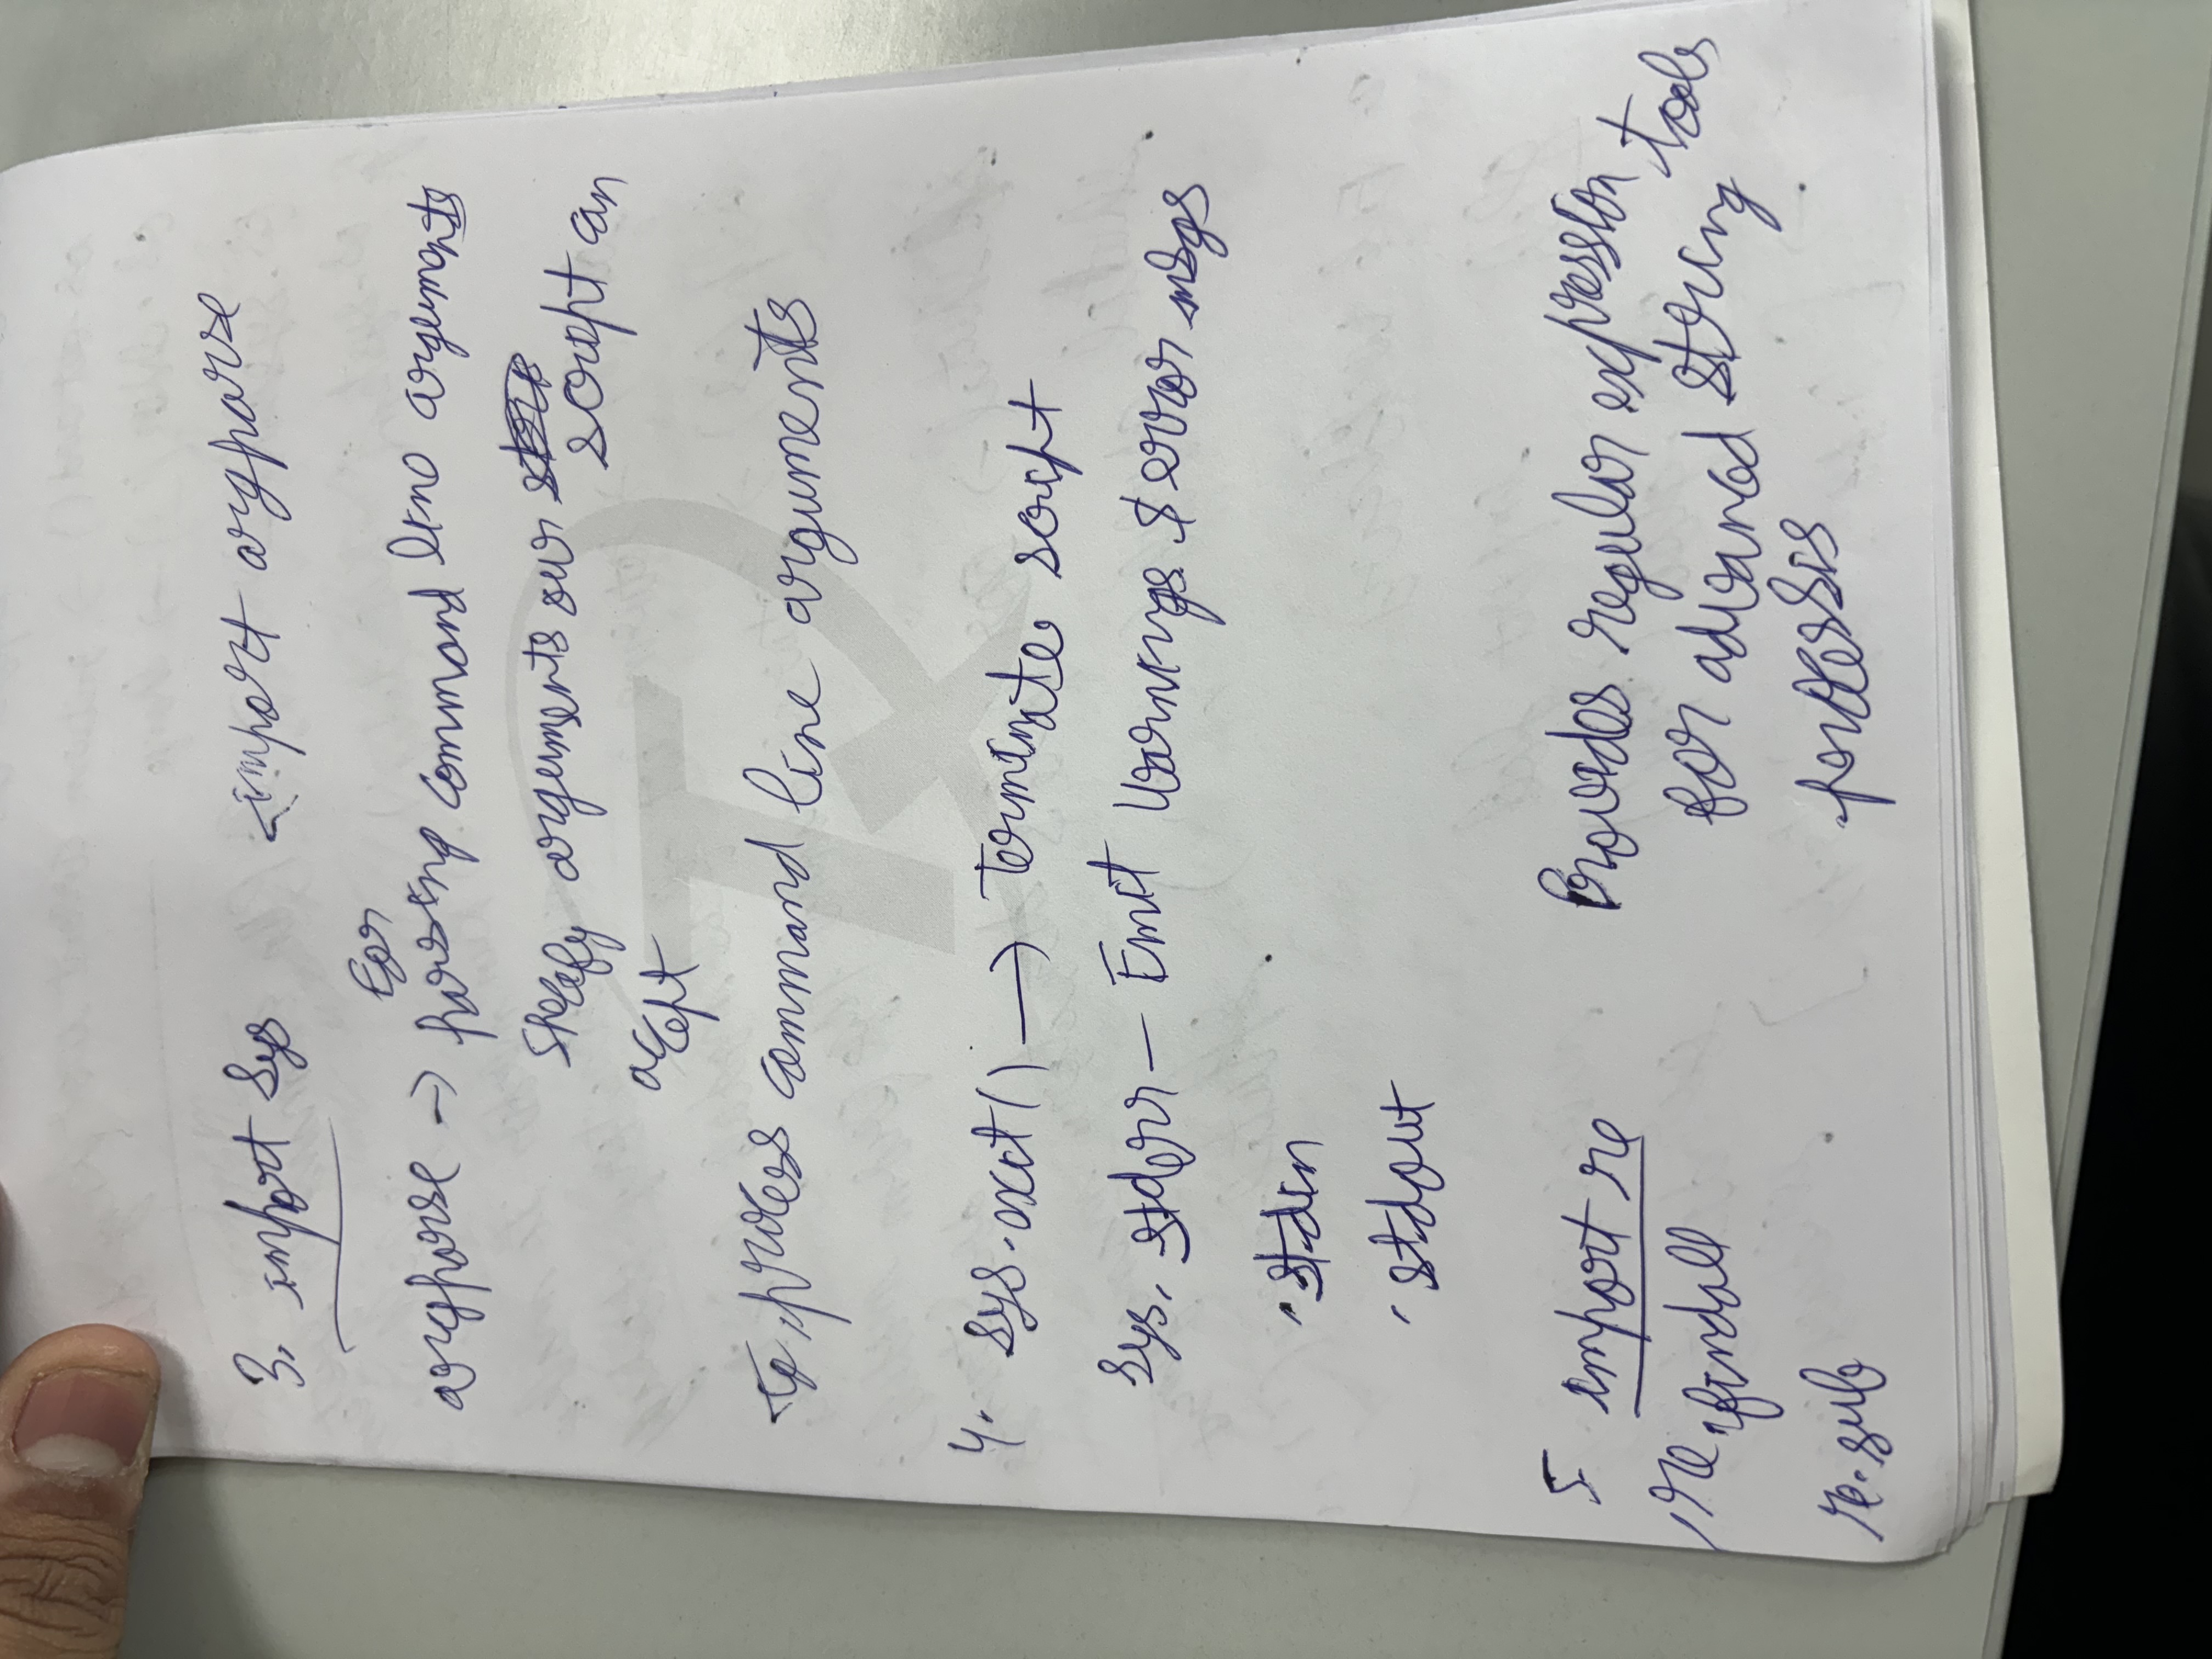 3. import sys import argparse
For
argparse → parsing command line arguments
Specify arguments our
script can
accept
To process command line arguments
4. sys.exit() → Terminate script
sys. stderr – Emit Warnings & error msgs
. stdin
. stdout
5. import re Provides regular expression tools
re.findall for advanced string
re.sub processis